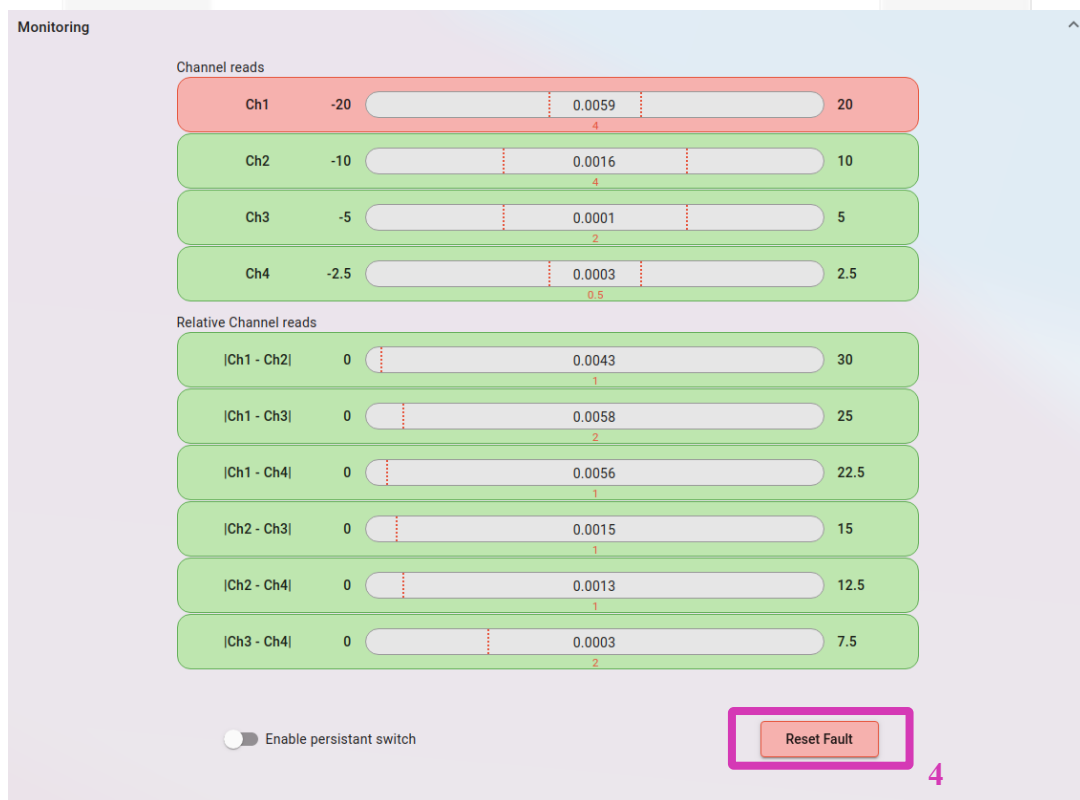 Monitoring
Channel reads
Ch1 -20 0.0059 20
4
Ch2 -10 0.0016 10
4
Ch3 -5 0.0001 5
2
Ch4 -2.5 0.0003 2.5
0.5
Relative Channel reads
|Ch1 - Ch2| 0 0.0043 30
1
|Ch1 - Ch3| 0 0.0058 25
2
|Ch1 - Ch4| 0 0.0056 22.5
1
|Ch2 - Ch3| 0 0.0015 15
1
|Ch2 - Ch4| 0 0.0013 12.5
1
|Ch3 - Ch4| 0 0.0003 7.5
2
Enable persistant switch Reset Fault
4